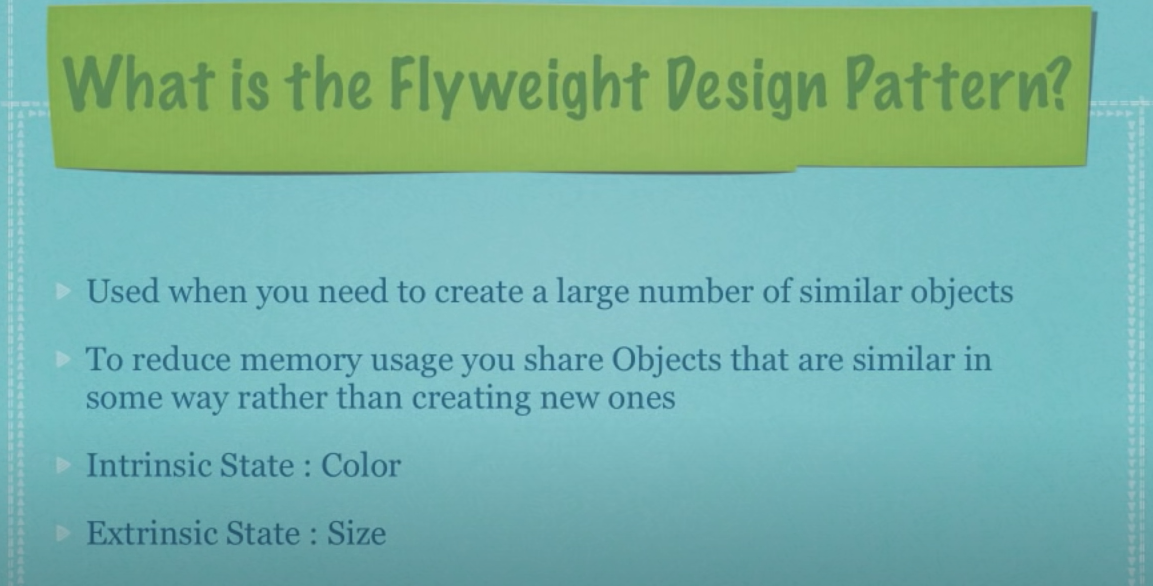 What is the Flyweight Design Pattern?
Used when you need to create a large number of similar objects
To reduce memory usage you share Objects that are similar in
some way rather than creating new ones
Intrinsic State : Color
Extrinsic State : Size